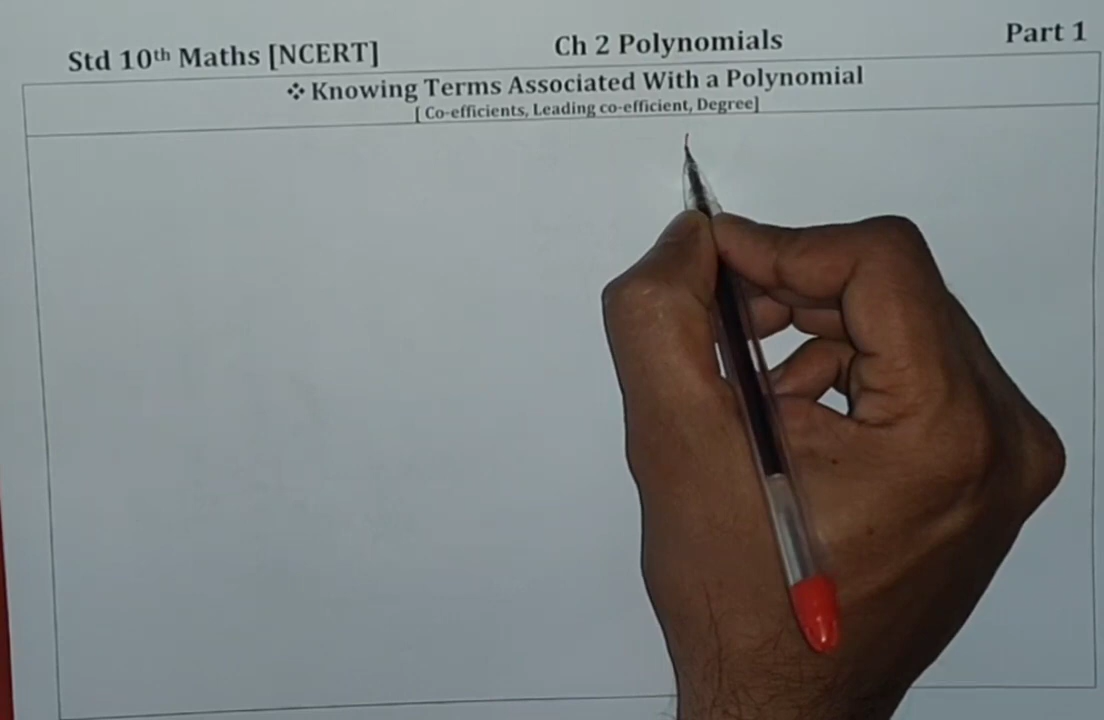 Std 10th Maths [NCERT] Ch 2 Polynomials Part 1
❖ Knowing Terms Associated With a Polynomial
[ Co-efficients, Leading co-efficient, Degree]